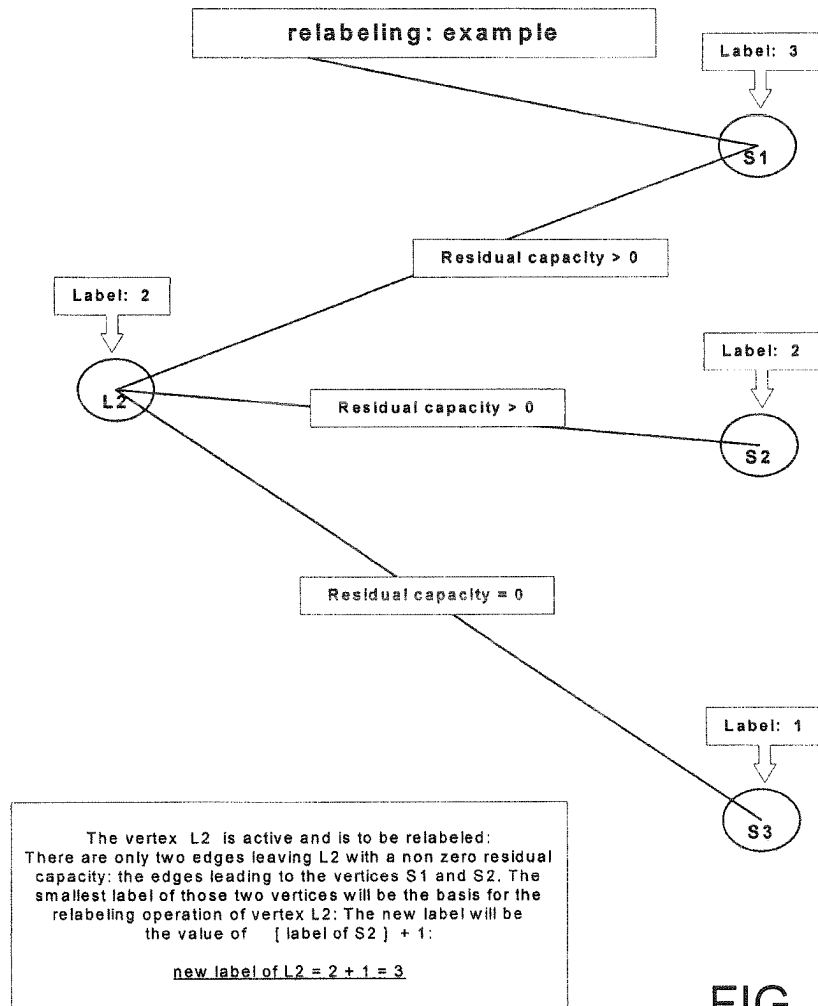 relabeling: example
Label: 3
S1
Residual capacity > 0
Label: 2
L2
Label: 2
Residual capacity > 0
S2
Residual capacity = 0
Label: 1
S3
The vertex L2 is active and is to be relabeled:
There are only two edges leaving L2 with a non zero residual
capacity: the edges leading to the vertices S1 and S2. The
smallest label of those two vertices will be the basis for the
relabeling operation of vertex L2: The new label will be
the value of [ label of S2 ] + 1:
new label of L2 = 2 + 1 = 3
FIG